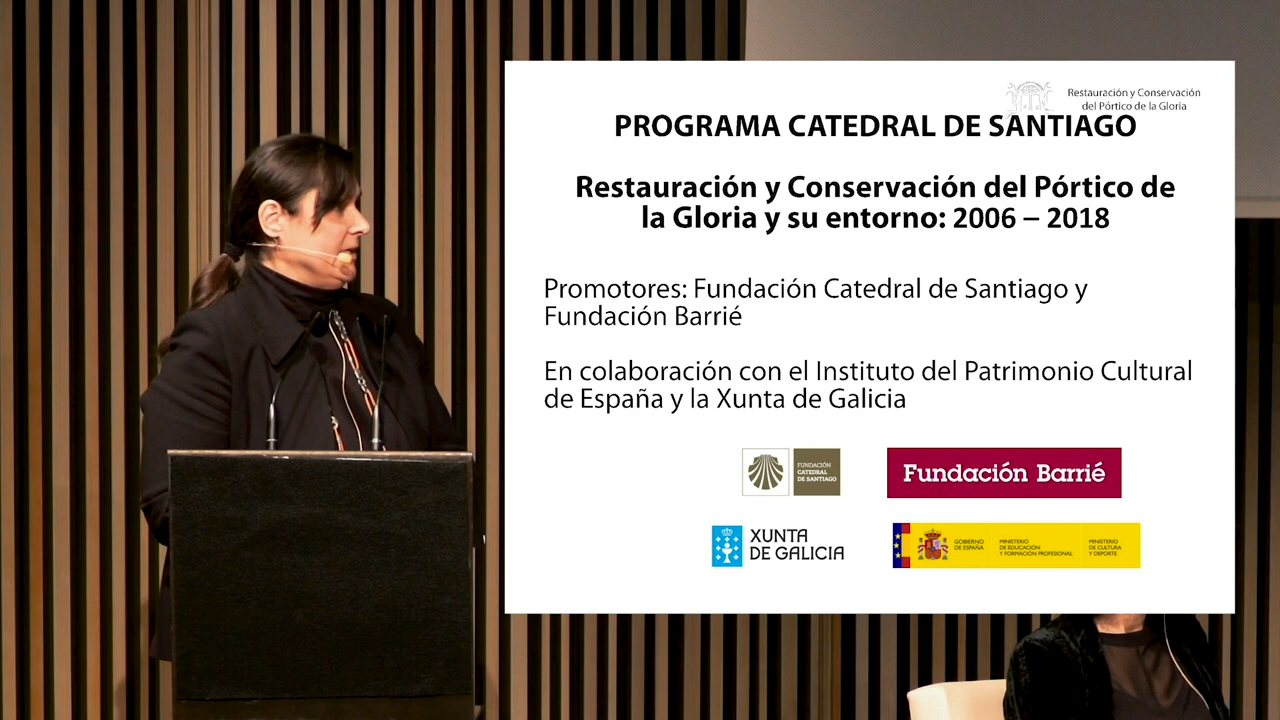 Restauración y Conservación
del Pórtico de la Gloria
PROGRAMA CATEDRAL DE SANTIAGO
Restauración y Conservación del Pórtico de
la Gloria y su entorno: 2006 – 2018
Promotores: Fundación Catedral de Santiago y
Fundación Barrié
En colaboración con el Instituto del Patrimonio Cultural
de España y la Xunta de Galicia
FUNDACIÓN
CATEDRAL
DE SANTIAGO
Fundación Barrié
XUNTA
DE GALICIA
GOBIERNO
DE ESPAÑA
MINISTERIO
DE EDUCACIÓN
Y FORMACIÓN PROFESIONAL
MINISTERIO
DE CULTURA
Y DEPORTE